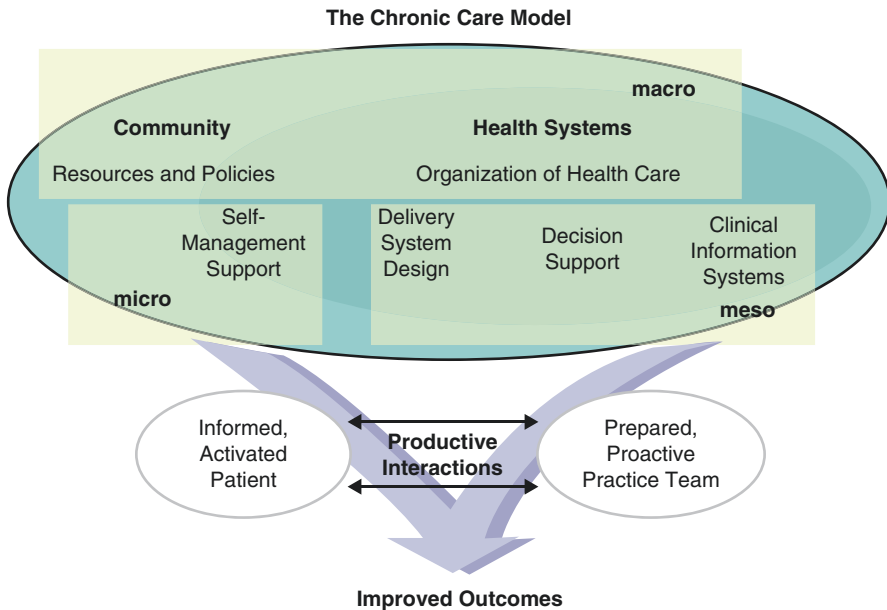 The Chronic Care Model
macro
Community
Health Systems
Resources and Policies
Organization of Health Care
Self-
Management
Support
Delivery
System
Design
Decision
Support
Clinical
Information
Systems
micro
meso
Informed,
Activated
Patient
Productive
Interactions
Prepared,
Proactive
Practice Team
Improved Outcomes